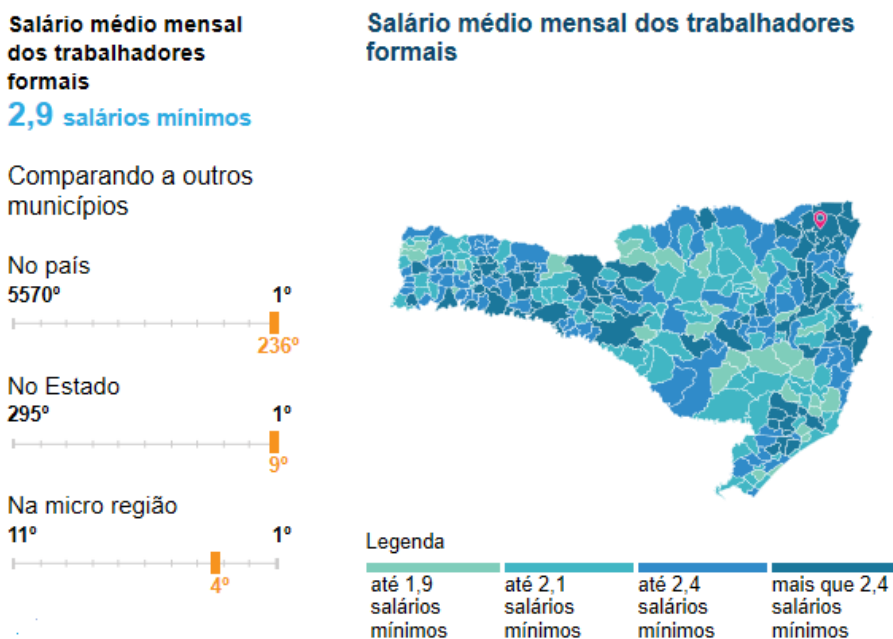 Salário médio mensal
dos trabalhadores
formais
2,9 salários mínimos
Comparando a outros
municípios
No país
5570º 1º
236º
No Estado
295º 1º
9º
Na micro região
11º 1º
4º
Salário médio mensal dos trabalhadores
formais
Legenda
até 1,9
salários
mínimos
até 2,1
salários
mínimos
até 2,4
salários
mínimos
mais que 2,4
salários
mínimos